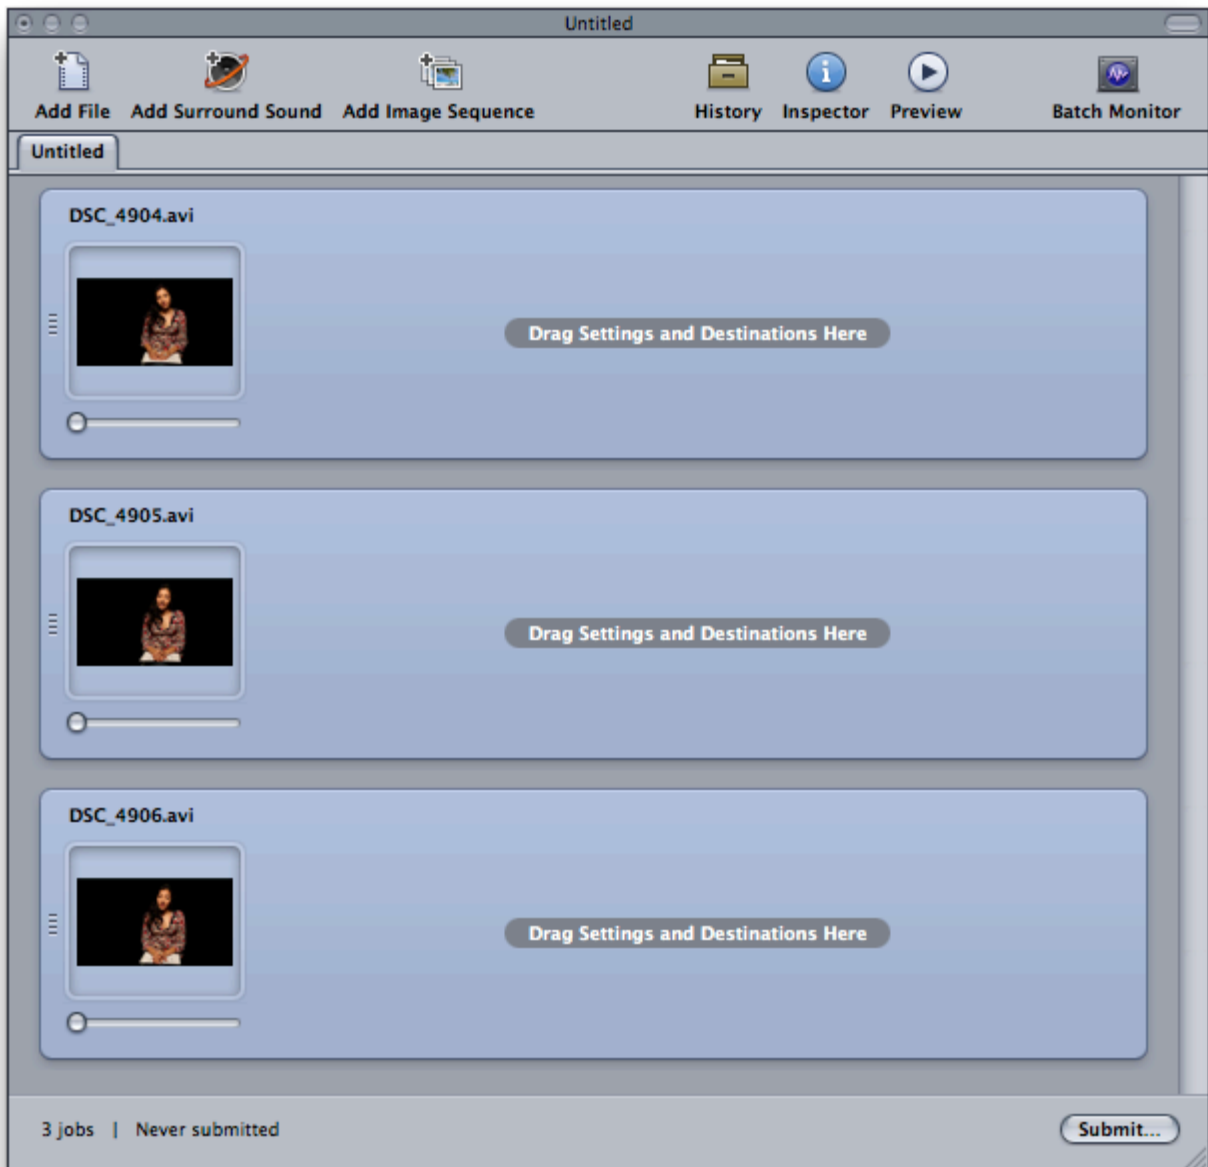 Untitled
Add File Add Surround Sound Add Image Sequence History Inspector Preview Batch Monitor
Untitled
DSC_4904.avi
Drag Settings and Destinations Here
DSC_4905.avi
Drag Settings and Destinations Here
DSC_4906.avi
Drag Settings and Destinations Here
3 jobs | Never submitted Submit...